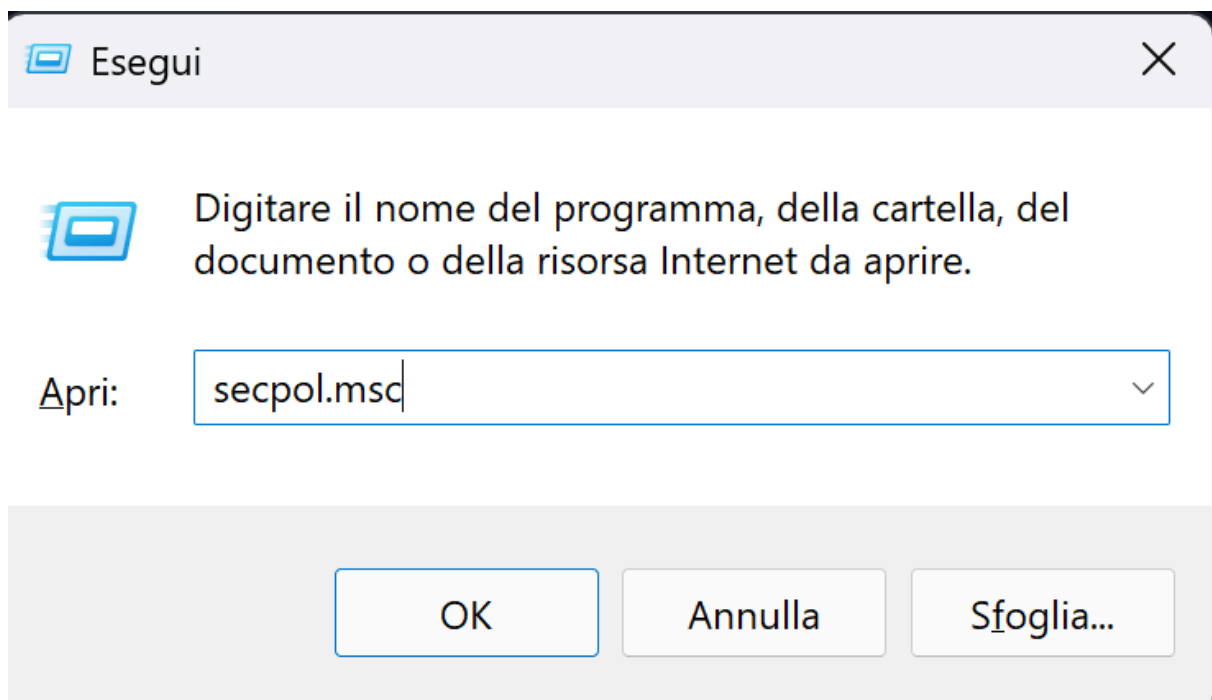 Esegui
Digitare il nome del programma, della cartella, del
documento o della risorsa Internet da aprire.
Apri: secpol.msc
OK Annulla Sfoglia...